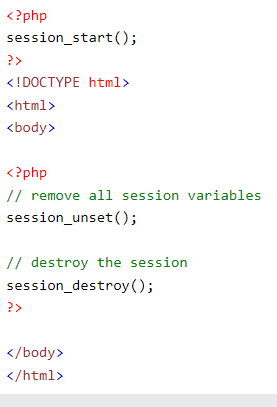 <?php
session_start();
?>
<!DOCTYPE html>
<html>
<body>
<?php
// remove all session variables
session_unset();
// destroy the session
session_destroy();
?>
</body>
</html>